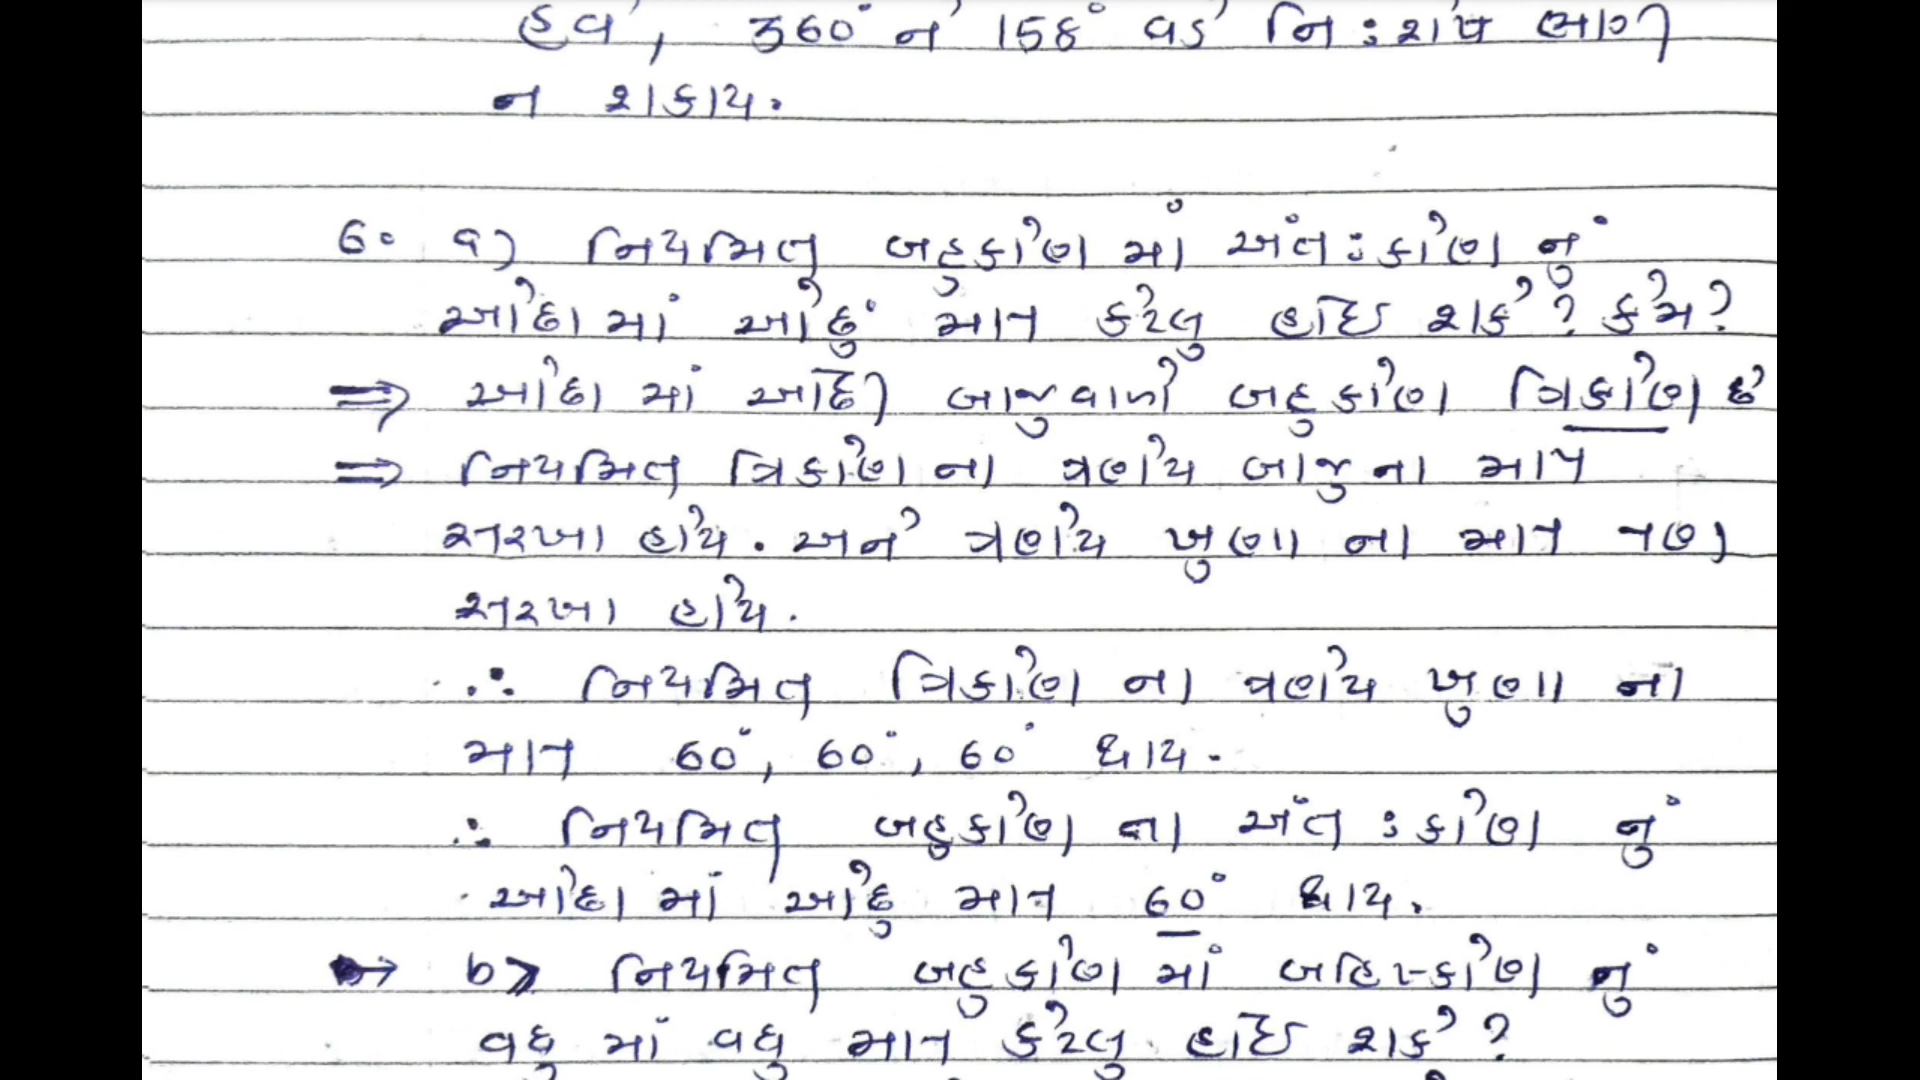 હવે, 360° ને 158° વડે નિ:શેષ ભાગી
ન શકાય.
6. a) નિયમિત બહુકોણ માં અંત:કોણ નું
ઓછા માં ઓછું માપ કેટલુ હોઈ શકે? કેમ?
⇒ ઓછા માં ઓછી બાજુવાળો બહુકોણ ત્રિકોણ છે
⇒ નિયમિત ત્રિકોણ ના ત્રણેય બાજુના માપ
સરખા હોય. અને ત્રણેય ખુણા ના માપ પણ
સરખા હોય.
∴ નિયમિત ત્રિકોણ ના ત્રણેય ખુણા ના
માપ 60°, 60°, 60° થાય.
∴ નિયમિત બહુકોણ ના અંત:કોણ નું
ઓછા માં ઓછુ માપ 60° થાય.
→ b) નિયમિત બહુકોણ માં બહિષ્કોણ નું
વધુ માં વધુ માપ કેટલુ હોઈ શકે?